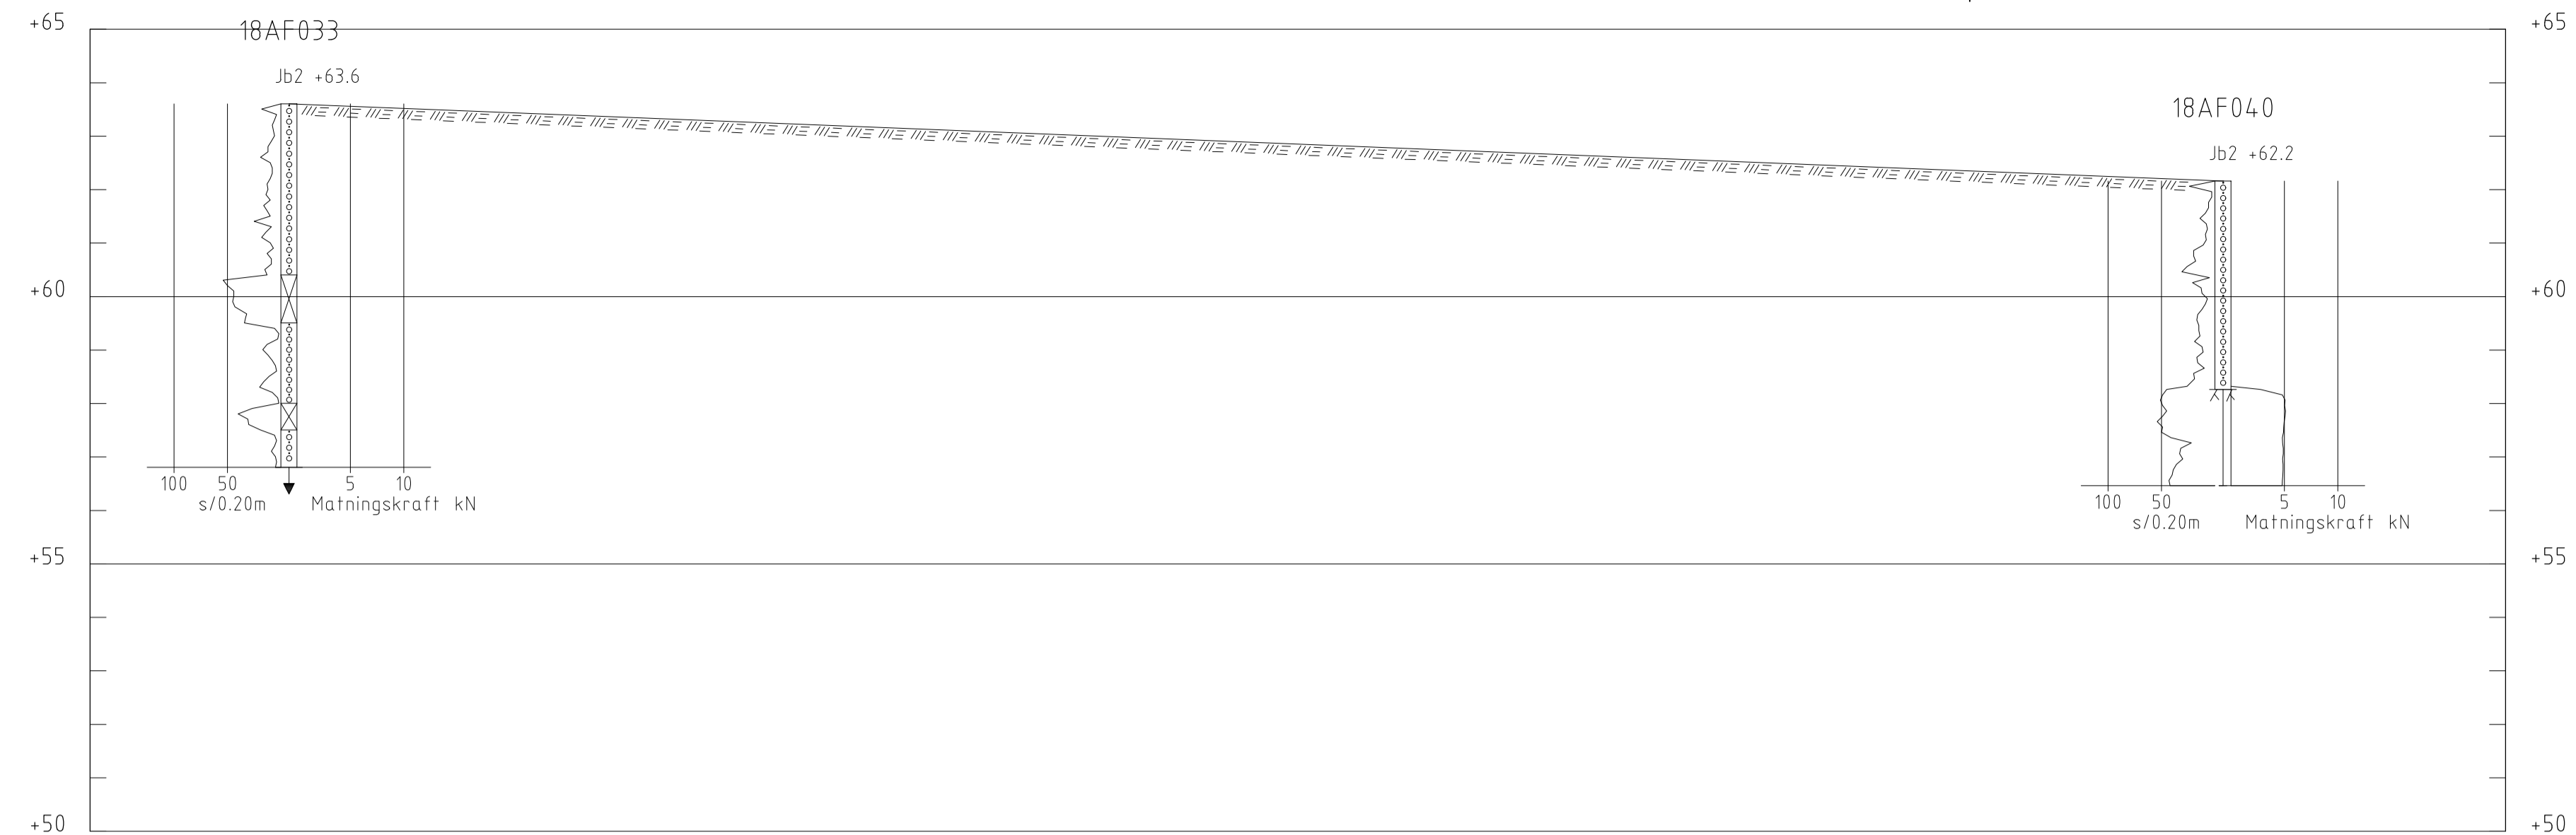 +65 +65
18AF033
Jb2 +63.6
18AF040
Jb2 +62.2
+60 +60
100 50 5 10
s/0.20m Matningskraft kN
100 50 5 10
s/0.20m Matningskraft kN
+55 +55
+50 +50